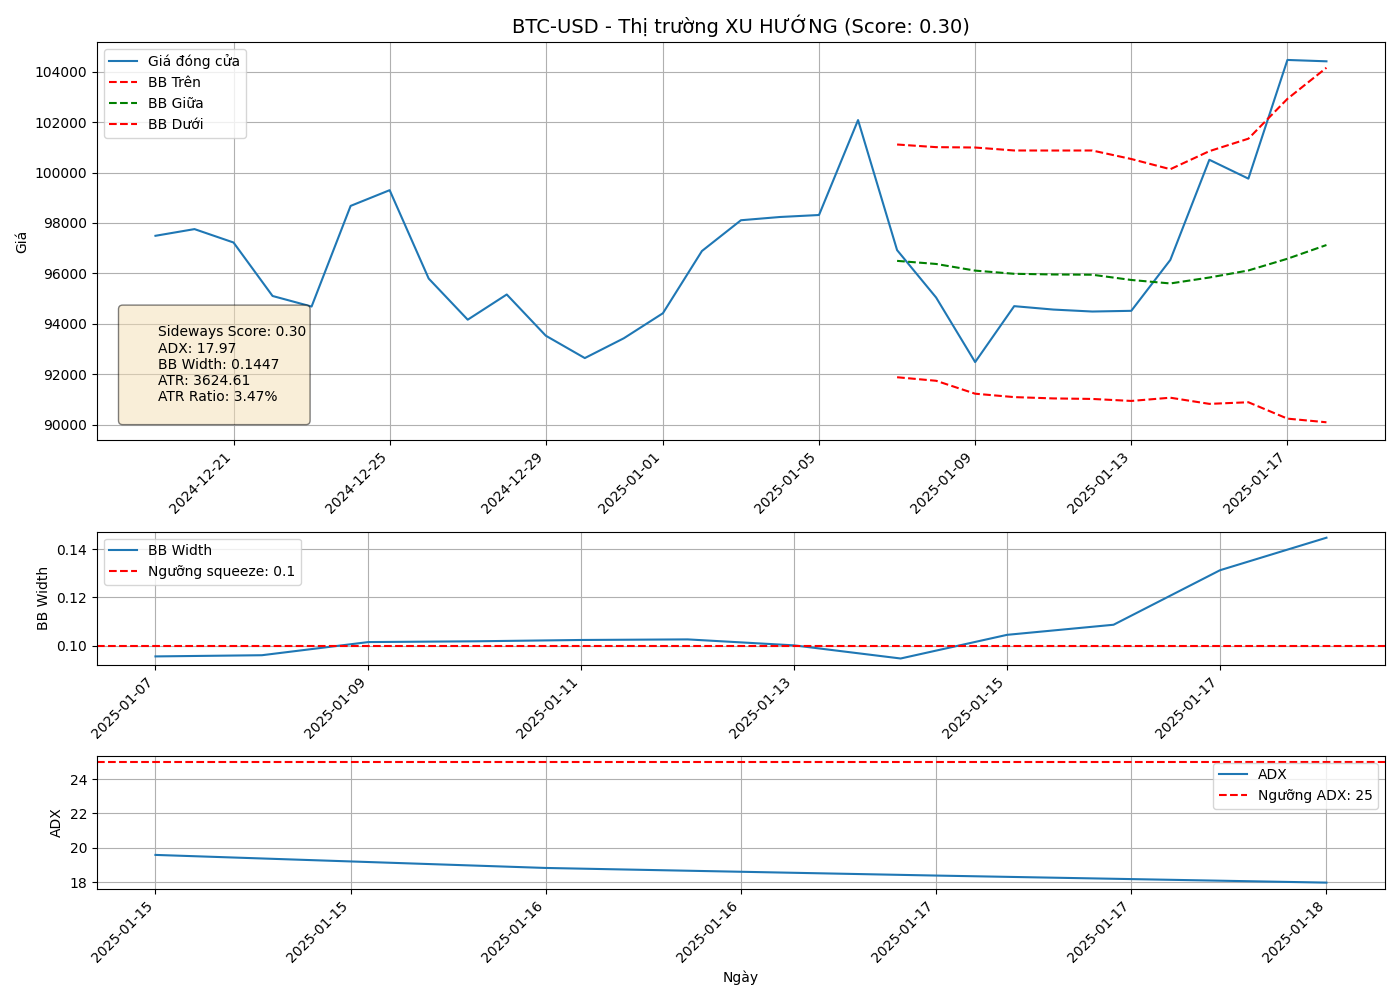 BTC-USD - Thị trường XU HƯỚNG (Score: 0.30)
Giá đóng cửa
BB Trên
BB Giữa
BB Dưới
104000
102000
100000
98000
96000
94000
92000
90000
Giá
Sideways Score: 0.30
ADX: 17.97
BB Width: 0.1447
ATR: 3624.61
ATR Ratio: 3.47%
2024-12-21
2024-12-25
2024-12-29
2025-01-01
2025-01-05
2025-01-09
2025-01-13
2025-01-17
BB Width
Ngưỡng squeeze: 0.1
0.14
0.12
0.10
BB Width
2025-01-07
2025-01-09
2025-01-11
2025-01-13
2025-01-15
2025-01-17
ADX
Ngưỡng ADX: 25
24
22
20
18
ADX
2025-01-15
2025-01-15
2025-01-16
2025-01-16
2025-01-17
2025-01-17
2025-01-18
Ngày